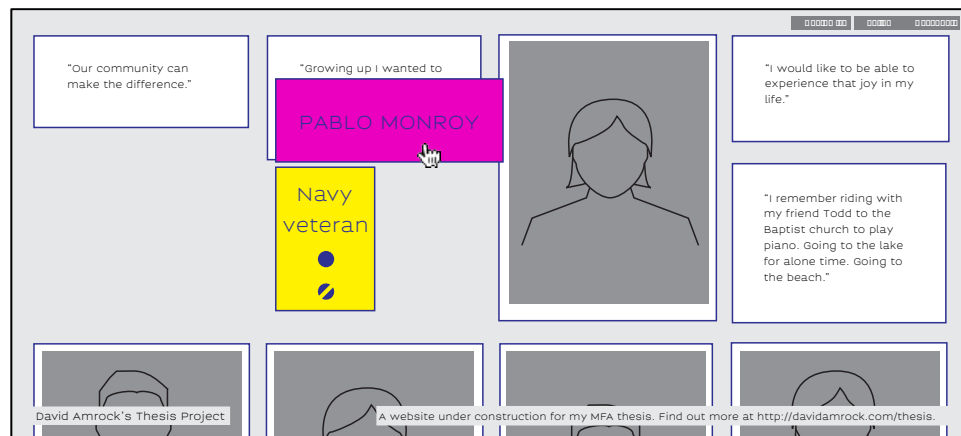 “Our community can
make the difference.”
“Growing up I wanted to
PABLO MONROY
Navy
veteran
“I would like to be able to
experience that joy in my
life.”
“I remember riding with
my friend Todd to the
Baptist church to play
piano. Going to the lake
for alone time. Going to
the beach.”
David Amrock's Thesis Project
A website under construction for my MFA thesis. Find out more at http://davidamrock.com/thesis.